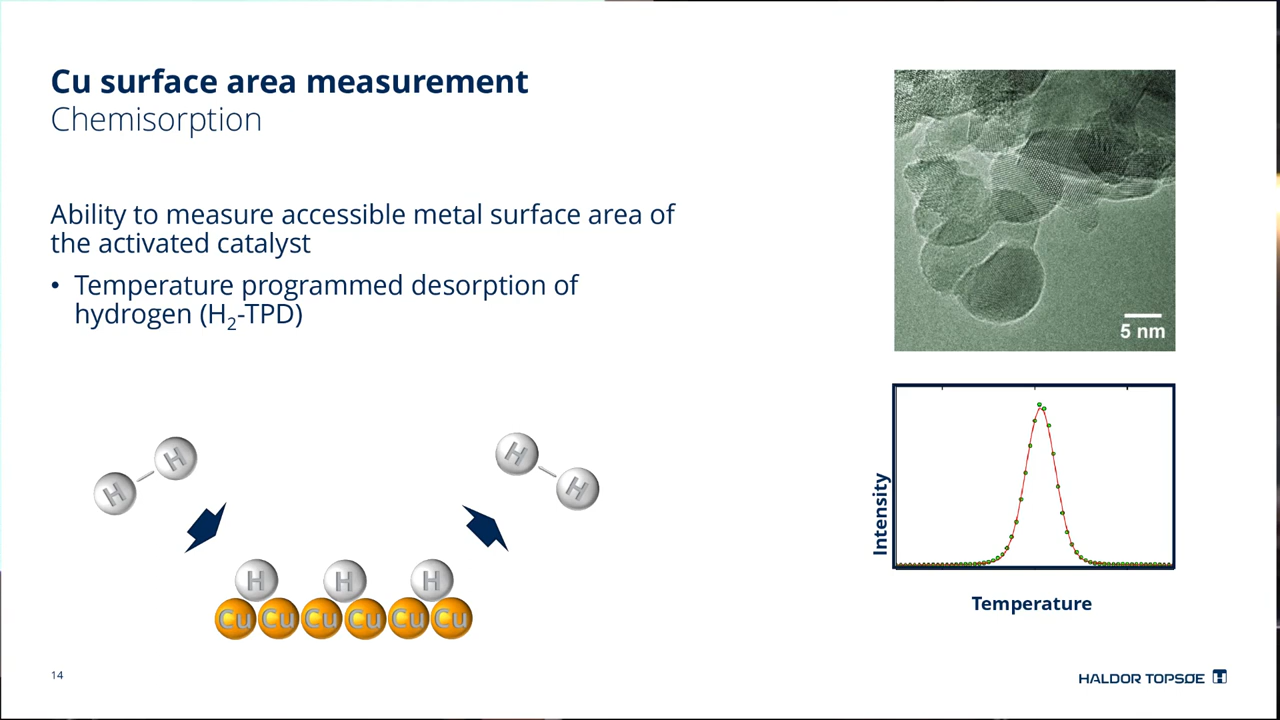 Cu surface area measurement
Chemisorption
Ability to measure accessible metal surface area of
the activated catalyst
• Temperature programmed desorption of
hydrogen (H₂-TPD)
5 nm
H
H
H
H
H
H
H
Cu
Cu
Cu
Cu
Cu
Cu
Intensity
Temperature
14
HALDOR TOPSØE H